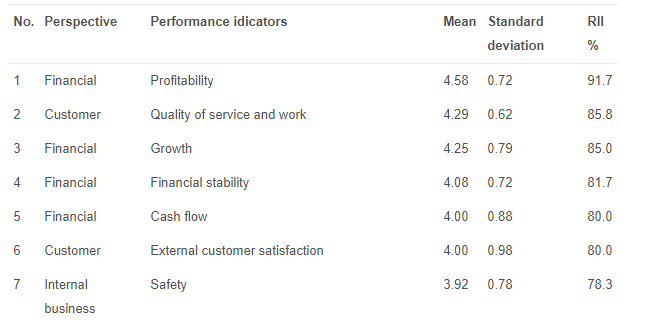 No. Perspective Performance idicators Mean Standard deviation RII %
1 Financial Profitability 4.58 0.72 91.7
2 Customer Quality of service and work 4.29 0.62 85.8
3 Financial Growth 4.25 0.79 85.0
4 Financial Financial stability 4.08 0.72 81.7
5 Financial Cash flow 4.00 0.88 80.0
6 Customer External customer satisfaction 4.00 0.98 80.0
7 Internal business Safety 3.92 0.78 78.3